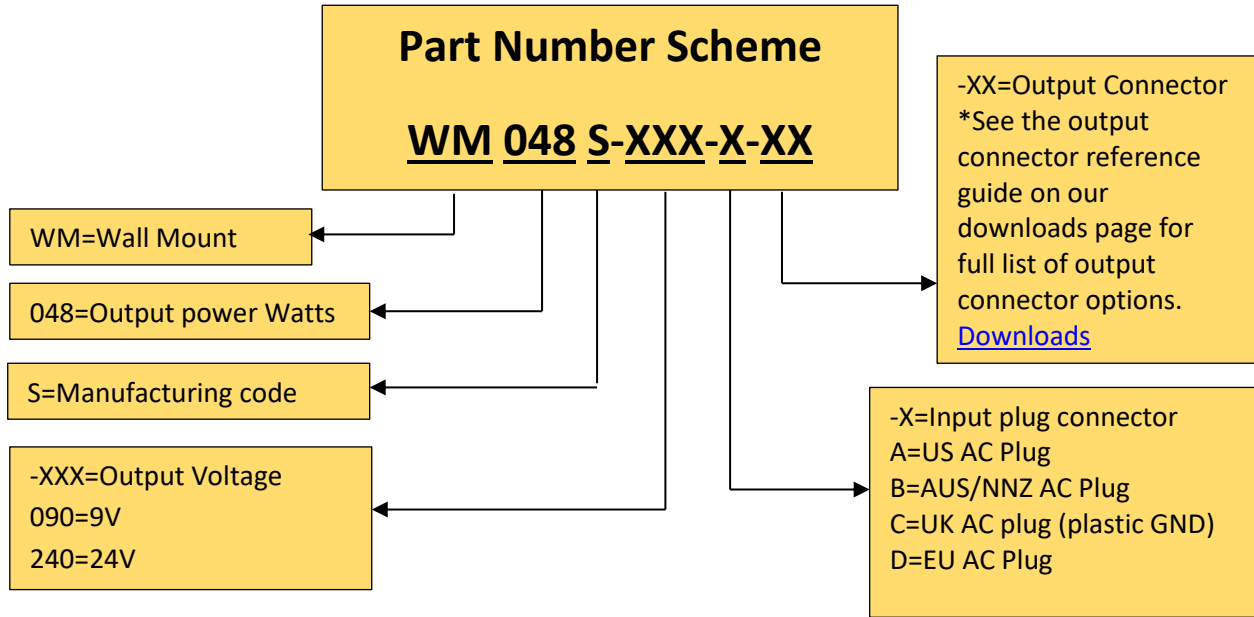 Part Number Scheme
WM 048 S-XXX-X-XX
WM=Wall Mount
048=Output power Watts
S=Manufacturing code
-XXX=Output Voltage
090=9V
240=24V
-XX=Output Connector
*See the output
connector reference
guide on our
downloads page for
full list of output
connector options.
Downloads
-X=Input plug connector
A=US AC Plug
B=AUS/NNZ AC Plug
C=UK AC plug (plastic GND)
D=EU AC Plug